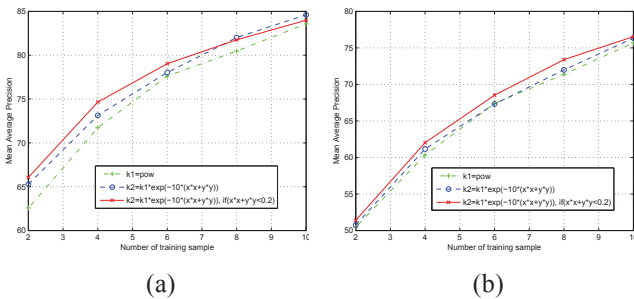 85
80
75
70
65
60
Mean Average Precision
k1=pow
k2=k1*exp(−10*(x*x+y*y))
k2=k1*exp(−10*(x*x+y*y)), if(x*x+y*y<0.2)
2 3 4 5 6 7 8 9 10
Number of training sample
(a)
80
75
70
65
60
55
50
Mean Average Precision
k1=pow
k2=k1*exp(−10*(x*x+y*y))
k2=k1*exp(−10*(x*x+y*y)), if(x*x+y*y<0.2)
2 3 4 5 6 7 8 9 10
Number of training sample
(b)